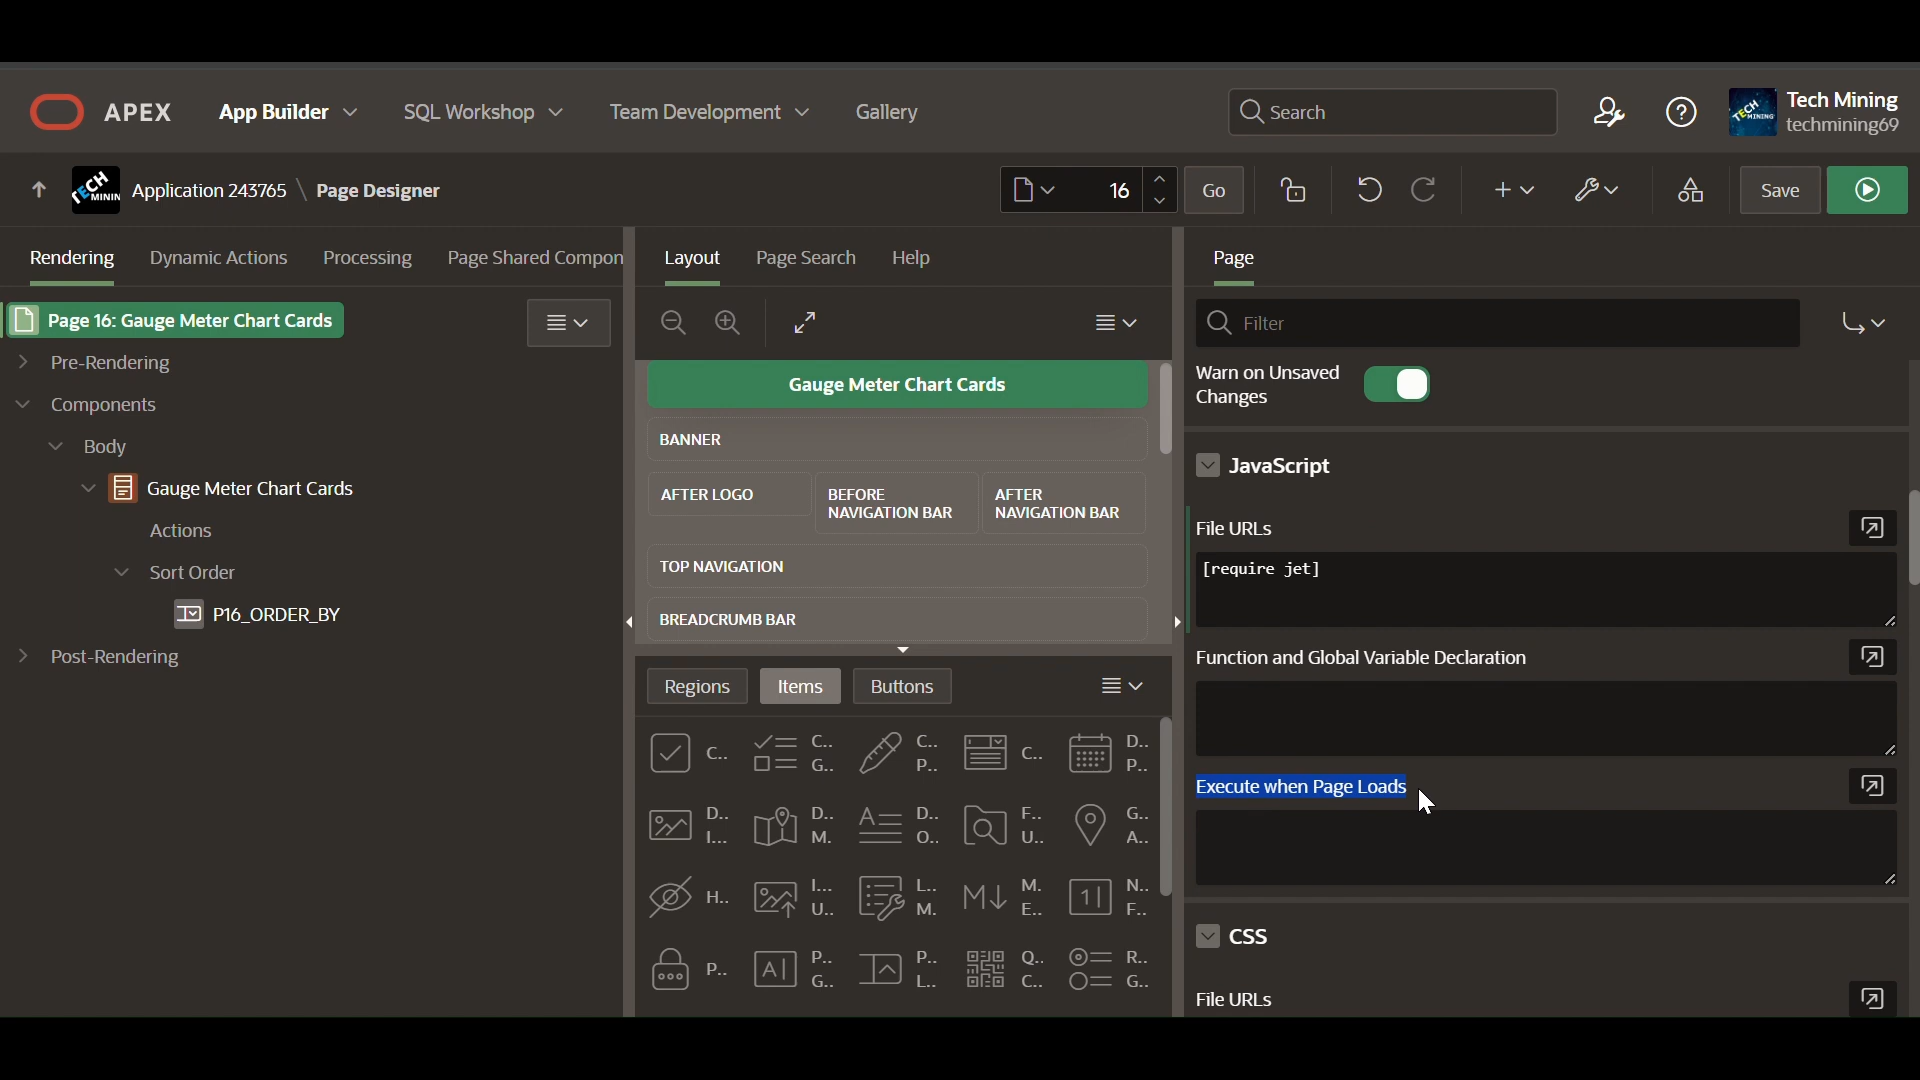 APEX App Builder SQL Workshop Team Development Gallery Search Tech Mining
techmining69
TECH MINING
TECH MININ Application 243765 \ Page Designer 16 Go Save
Rendering Dynamic Actions Processing Page Shared Compon
Page 16: Gauge Meter Chart Cards
Pre-Rendering
Components
Body
Gauge Meter Chart Cards
Actions
Sort Order
P16_ORDER_BY
Post-Rendering
Layout Page Search Help
Gauge Meter Chart Cards
BANNER
AFTER LOGO
BEFORE
NAVIGATION BAR
AFTER
NAVIGATION BAR
TOP NAVIGATION
BREADCRUMB BAR
Regions Items Buttons
C.. C.. C.. C.. D..
G.. P.. P..
D.. D.. D.. F.. G..
I... M. O.. U.. A..
H.. I... L.. M. N..
U.. M. E.. F..
P.. P.. P.. Q.. R..
G.. L.. C.. G..
Page
Filter
Warn on Unsaved
Changes
JavaScript
File URLs
[require jet]
Function and Global Variable Declaration
Execute when Page Loads
CSS
File URLs